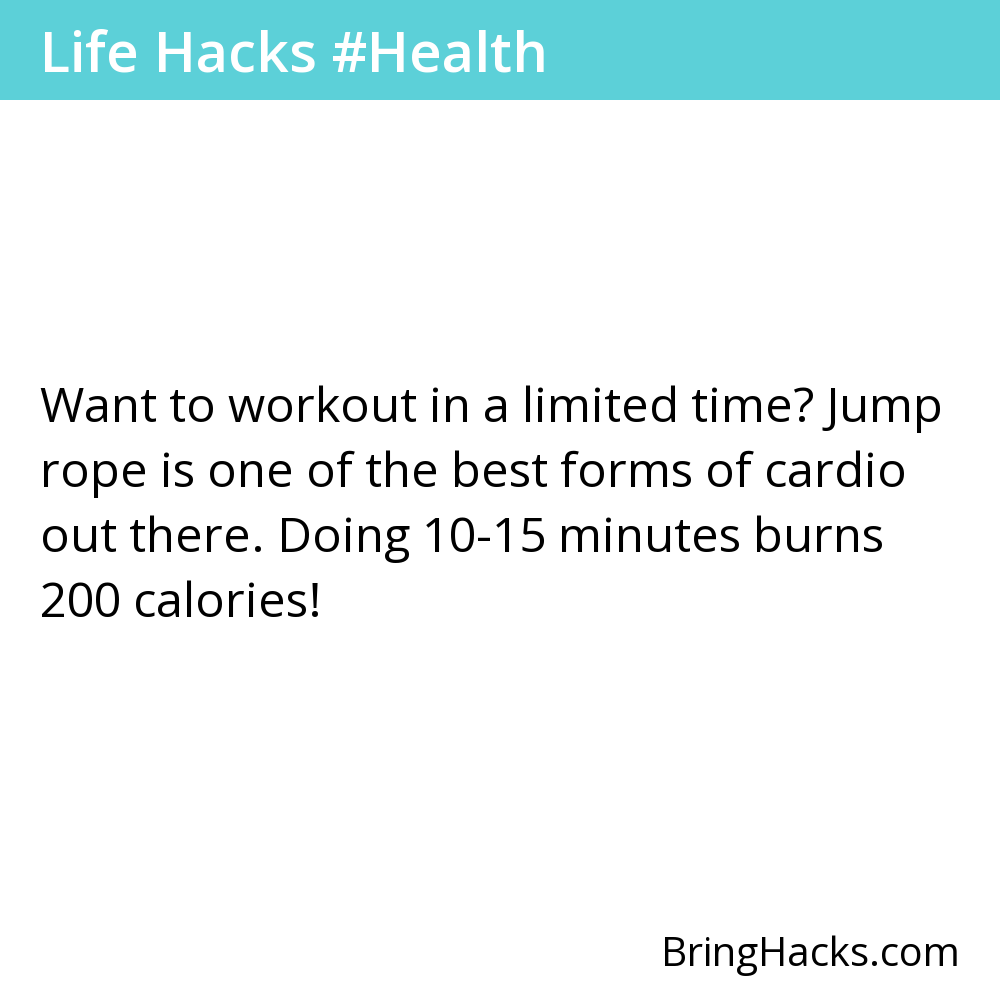 Life Hacks #Health
Want to workout in a limited time? Jump
rope is one of the best forms of cardio
out there. Doing 10-15 minutes burns
200 calories!
BringHacks.com